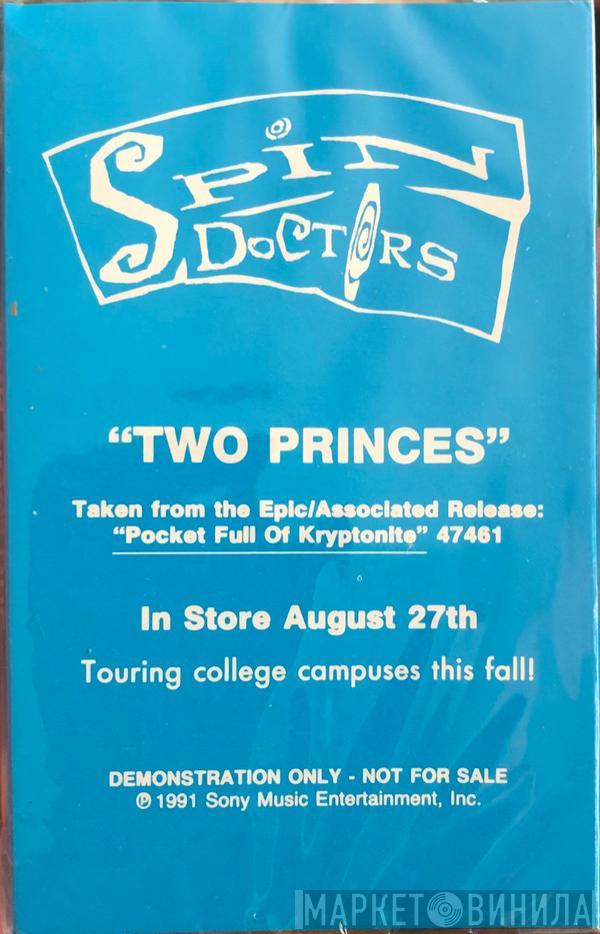 SPIN
DOCTORS
“TWO PRINCES”
Taken from the Epic/Associated Release:
“Pocket Full Of Kryptonite” 47461
In Store August 27th
Touring college campuses this fall!
DEMONSTRATION ONLY - NOT FOR SALE
℗ 1991 Sony Music Entertainment, Inc.
МАРКЕТ ВИНИЛА